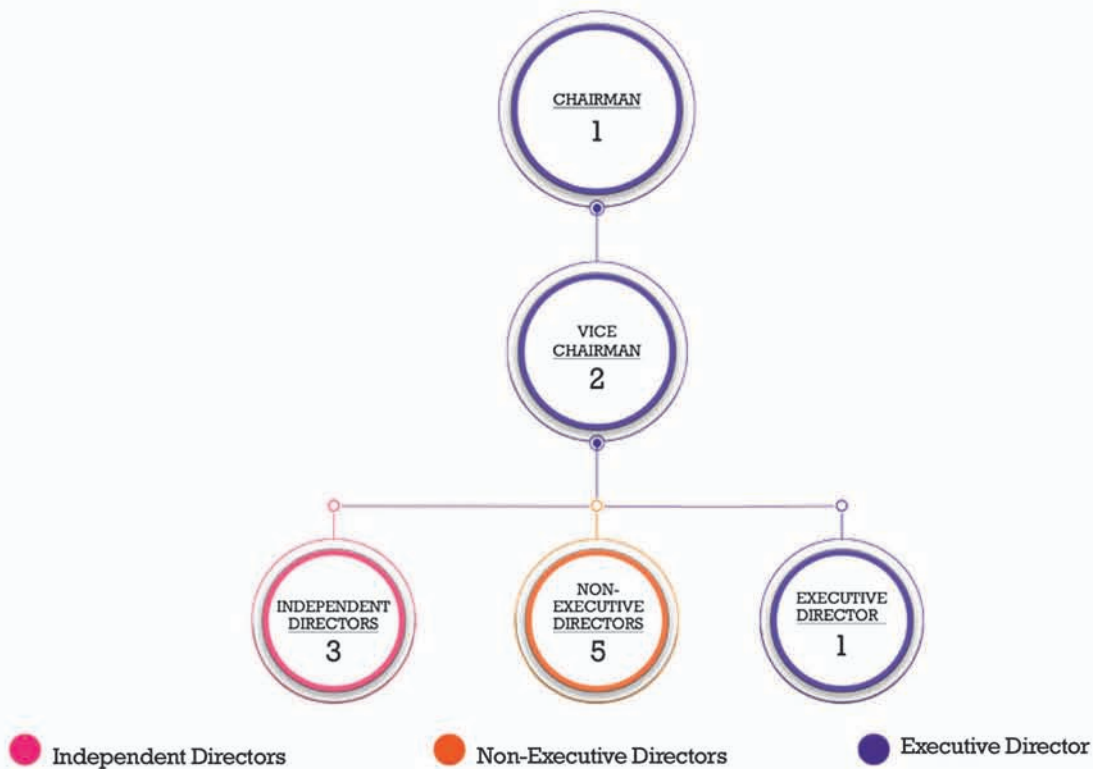 CHAIRMAN
1
VICE
CHAIRMAN
2
INDEPENDENT
DIRECTORS
3
NON-
EXECUTIVE
DIRECTORS
5
EXECUTIVE
DIRECTOR
1
Independent Directors
Non-Executive Directors
Executive Director